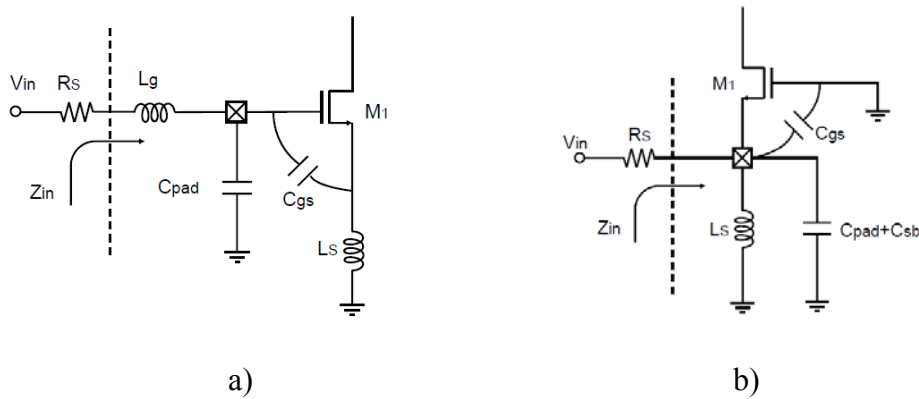 Vin
RS
Lg
M1
Cpad
Cgs
Zin
LS
M1
Cgs
Vin
RS
Zin
LS
Cpad+Csb
a)
b)